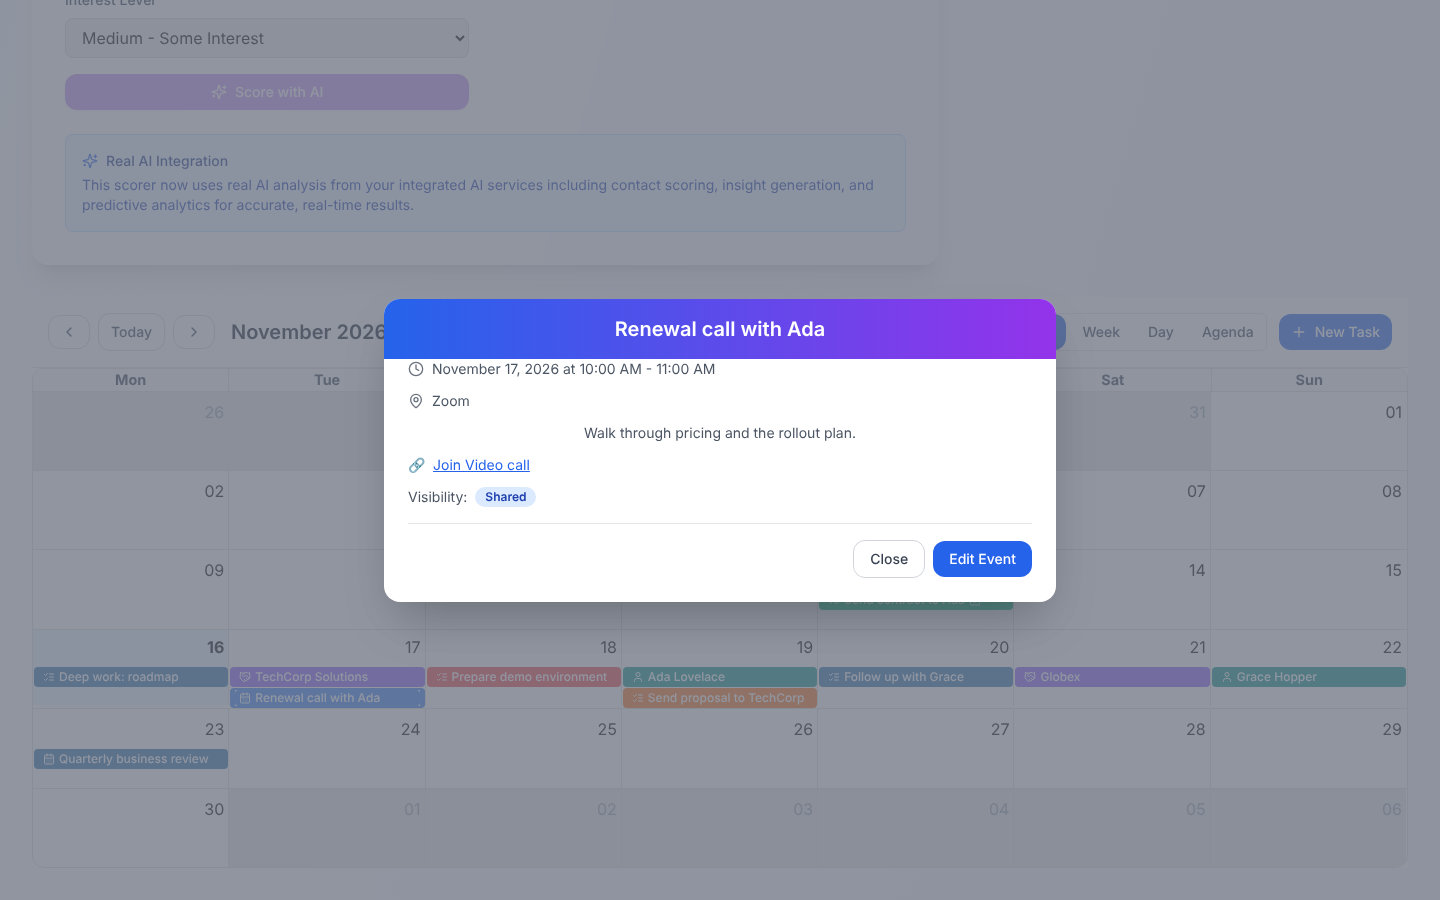 Interest Level
Medium - Some Interest
Score with AI
Real AI Integration
This scorer now uses real AI analysis from your integrated AI services including contact scoring, insight generation, and
predictive analytics for accurate, real-time results.
Today
November 2026
Week
Day
Agenda
New Task
Renewal call with Ada
November 17, 2026 at 10:00 AM - 11:00 AM
Zoom
Walk through pricing and the rollout plan.
Join Video call
Visibility: Shared
Close
Edit Event
Mon
Tue
Sat
Sun
26
31
01
02
07
08
09
14
15
16
17
18
19
20
21
22
Deep work: roadmap
TechCorp Solutions
Prepare demo environment
Ada Lovelace
Follow up with Grace
Globex
Grace Hopper
Renewal call with Ada
Send proposal to TechCorp
23
24
25
26
27
28
29
Quarterly business review
30
01
02
03
04
05
06